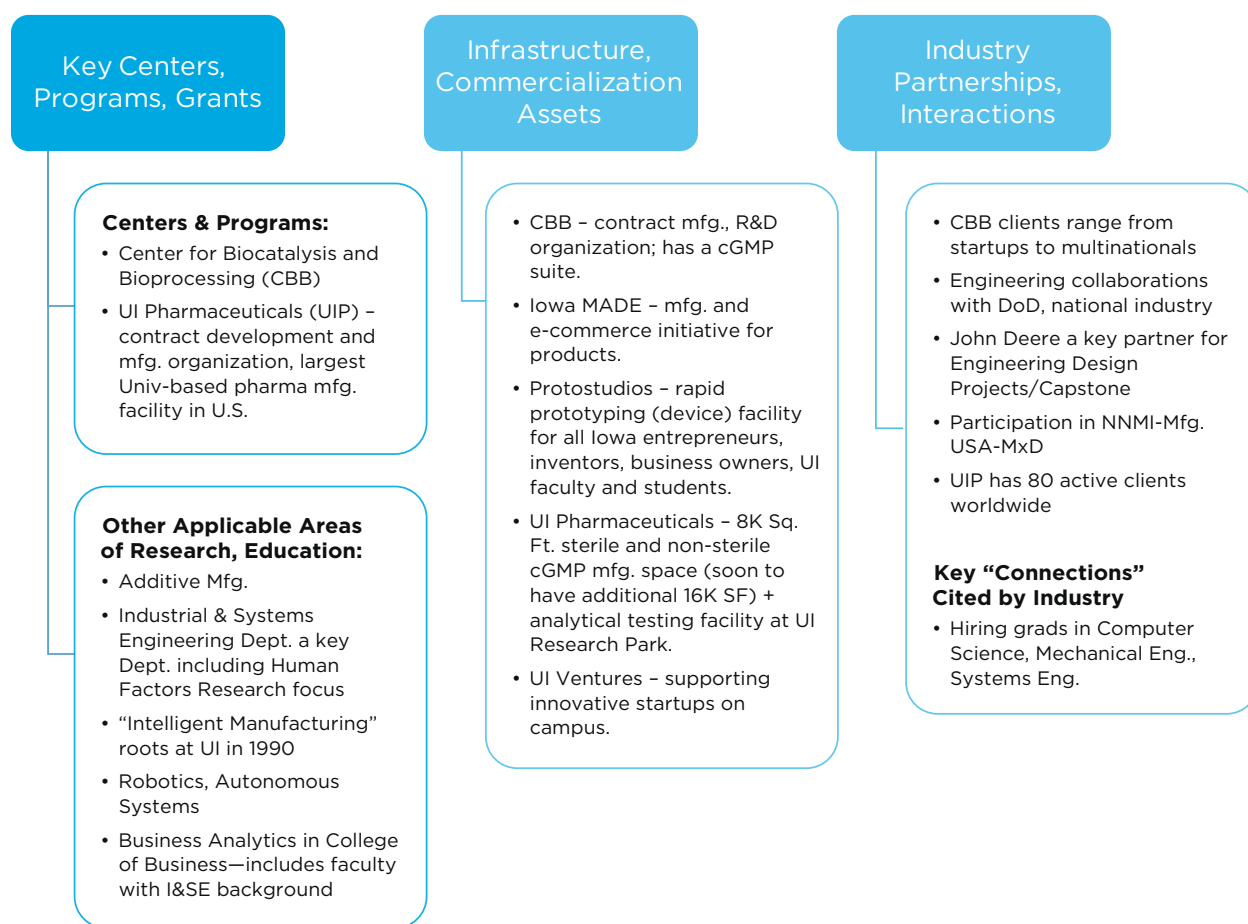 Key Centers,
Programs, Grants
Centers & Programs:
• Center for Biocatalysis and
Bioprocessing (CBB)
• UI Pharmaceuticals (UIP) –
contract development and
mfg. organization, largest
Univ-based pharma mfg.
facility in U.S.
Other Applicable Areas
of Research, Education:
• Additive Mfg.
• Industrial & Systems
Engineering Dept. a key
Dept. including Human
Factors Research focus
• “Intelligent Manufacturing”
roots at UI in 1990
• Robotics, Autonomous
Systems
• Business Analytics in College
of Business—includes faculty
with I&SE background
Infrastructure,
Commercialization
Assets
• CBB – contract mfg., R&D
organization; has a cGMP
suite.
• Iowa MADE – mfg. and
e-commerce initiative for
products.
• Protostudios – rapid
prototyping (device) facility
for all Iowa entrepreneurs,
inventors, business owners, UI
faculty and students.
• UI Pharmaceuticals – 8K Sq.
Ft. sterile and non-sterile
cGMP mfg. space (soon to
have additional 16K SF) +
analytical testing facility at UI
Research Park.
• UI Ventures – supporting
innovative startups on
campus.
Industry
Partnerships,
Interactions
• CBB clients range from
startups to multinationals
• Engineering collaborations
with DoD, national industry
• John Deere a key partner for
Engineering Design
Projects/Capstone
• Participation in NNMI-Mfg.
USA-MxD
• UIP has 80 active clients
worldwide
Key “Connections”
Cited by Industry
• Hiring grads in Computer
Science, Mechanical Eng.,
Systems Eng.